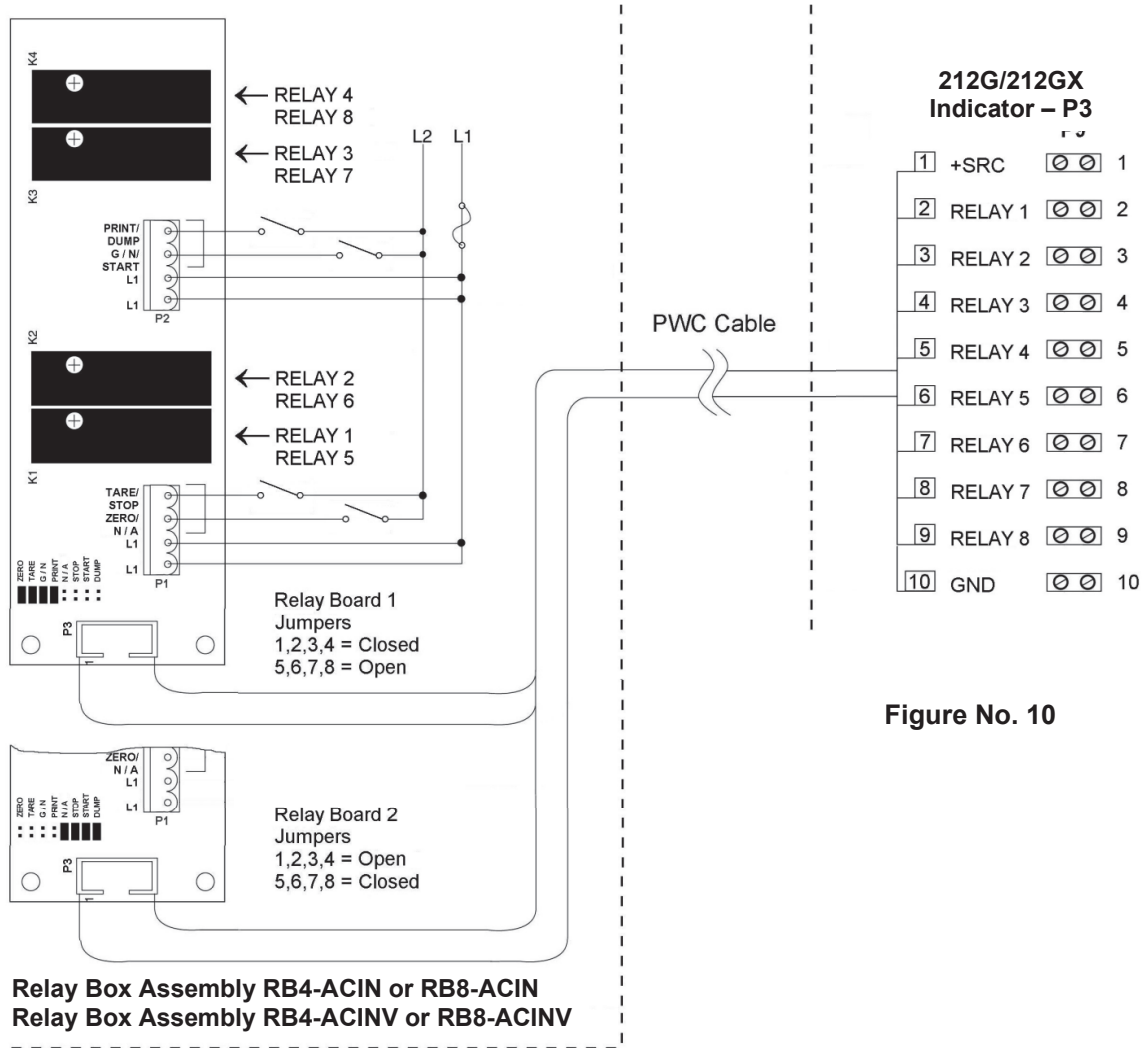 K4
RELAY 4
RELAY 8
K3
RELAY 3
RELAY 7
L2 L1
PRINT/
DUMP
G / N/
START
L1
L1
P2
K2
RELAY 2
RELAY 6
K1
RELAY 1
RELAY 5
TARE/
STOP
ZERO/
N / A
L1
L1
P1
ZERO
TARE
G / N
PRINT
N / A
STOP
START
DUMP
P3
1
Relay Board 1
Jumpers
1,2,3,4 = Closed
5,6,7,8 = Open
ZERO/
N / A
L1
L1
P1
ZERO
TARE
G / N
PRINT
N / A
STOP
START
DUMP
P3
1
Relay Board 2
Jumpers
1,2,3,4 = Open
5,6,7,8 = Closed
Relay Box Assembly RB4-ACIN or RB8-ACIN
Relay Box Assembly RB4-ACINV or RB8-ACINV
PWC Cable
212G/212GX
Indicator – P3
1 +SRC 1
2 RELAY 1 2
3 RELAY 2 3
4 RELAY 3 4
5 RELAY 4 5
6 RELAY 5 6
7 RELAY 6 7
8 RELAY 7 8
9 RELAY 8 9
10 GND 10
Figure No. 10